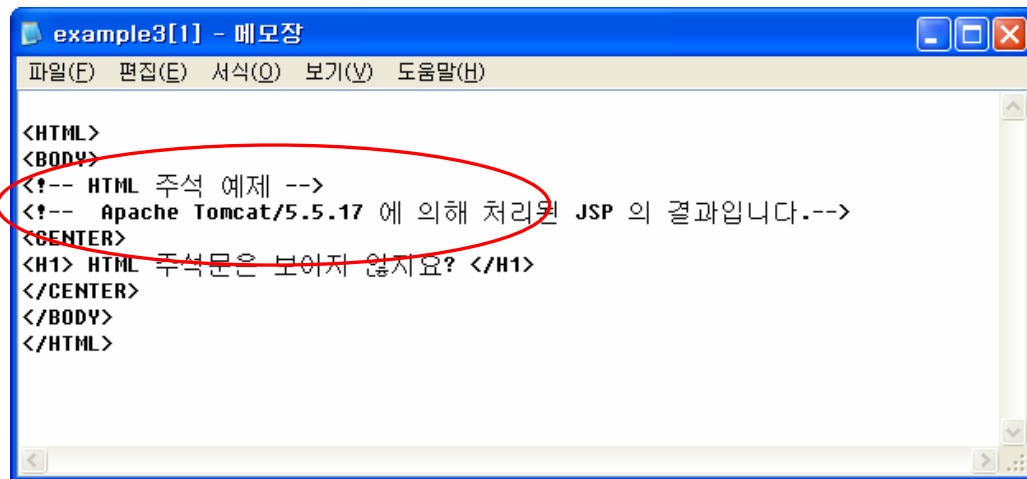 example3[1] - 메모장
파일(F) 편집(E) 서식(O) 보기(V) 도움말(H)
<HTML>
<BODY>
<!-- HTML 주석 예제 -->
<!--  Apache Tomcat/5.5.17 에 의해 처리된 JSP 의 결과입니다.-->
<CENTER>
<H1> HTML 주석문은 보이지 않지요? </H1>
</CENTER>
</BODY>
</HTML>